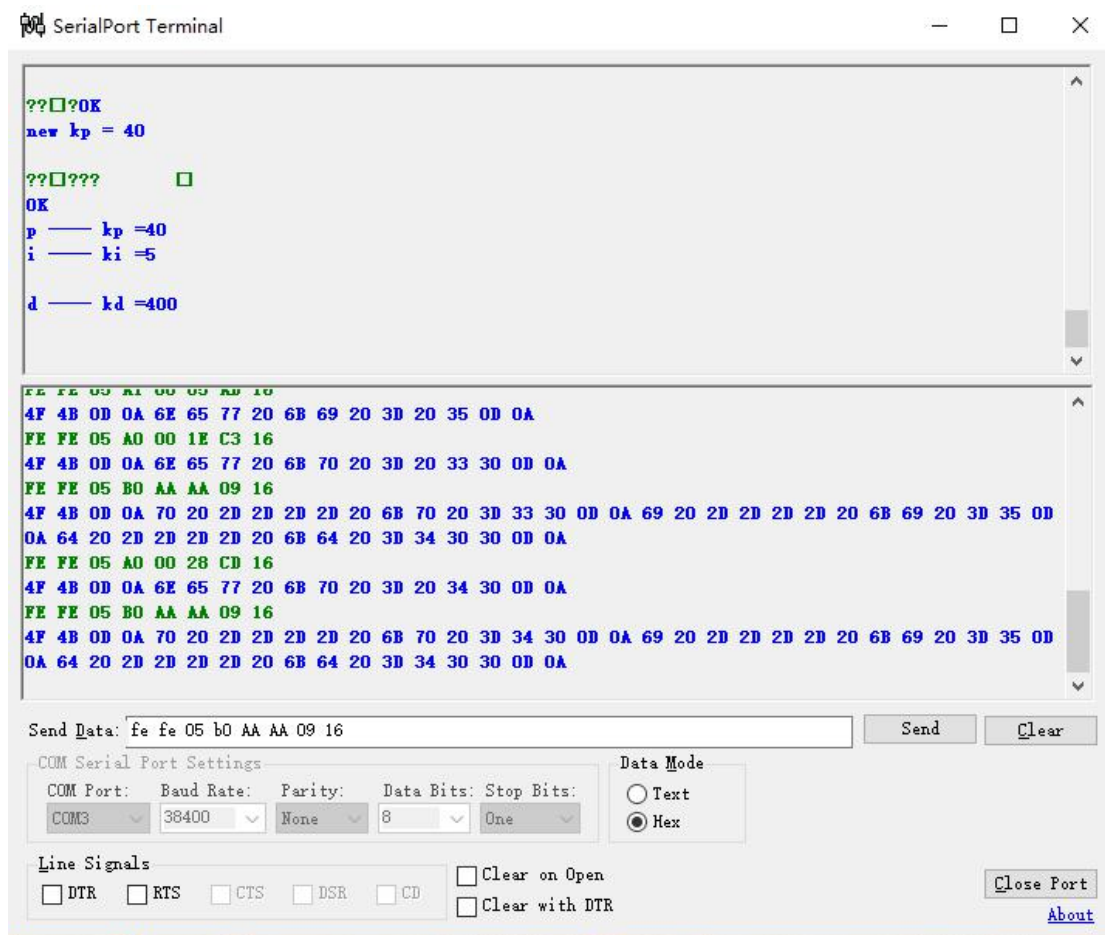 SerialPort Terminal
??□?OK
new kp = 40
??□??? □
OK
p ---- kp =40
i ---- ki =5
d ---- kd =400
FE FE 05 A1 00 05 AB 16
4F 4B 0D 0A 6E 65 77 20 6B 69 20 3D 20 35 0D 0A
FE FE 05 A0 00 1E C3 16
4F 4B 0D 0A 6E 65 77 20 6B 70 20 3D 20 33 30 0D 0A
FE FE 05 B0 AA AA 09 16
4F 4B 0D 0A 70 20 2D 2D 2D 2D 20 6B 70 20 3D 33 30 0D 0A 69 20 2D 2D 2D 2D 20 6B 69 20 3D 35 0D
0A 64 20 2D 2D 2D 2D 20 6B 64 20 3D 34 30 30 0D 0A
FE FE 05 A0 00 28 CD 16
4F 4B 0D 0A 6E 65 77 20 6B 70 20 3D 20 34 30 0D 0A
FE FE 05 B0 AA AA 09 16
4F 4B 0D 0A 70 20 2D 2D 2D 2D 20 6B 70 20 3D 34 30 0D 0A 69 20 2D 2D 2D 2D 20 6B 69 20 3D 35 0D
0A 64 20 2D 2D 2D 2D 20 6B 64 20 3D 34 30 30 0D 0A
Send Data: fe fe 05 b0 AA AA 09 16 Send Clear
COM Serial Port Settings Data Mode
COM Port: Baud Rate: Parity: Data Bits: Stop Bits: Text
COM3 38400 None 8 One Hex
Line Signals Clear on Open
DTR RTS CTS DSR CD Clear with DTR
Close Port
About